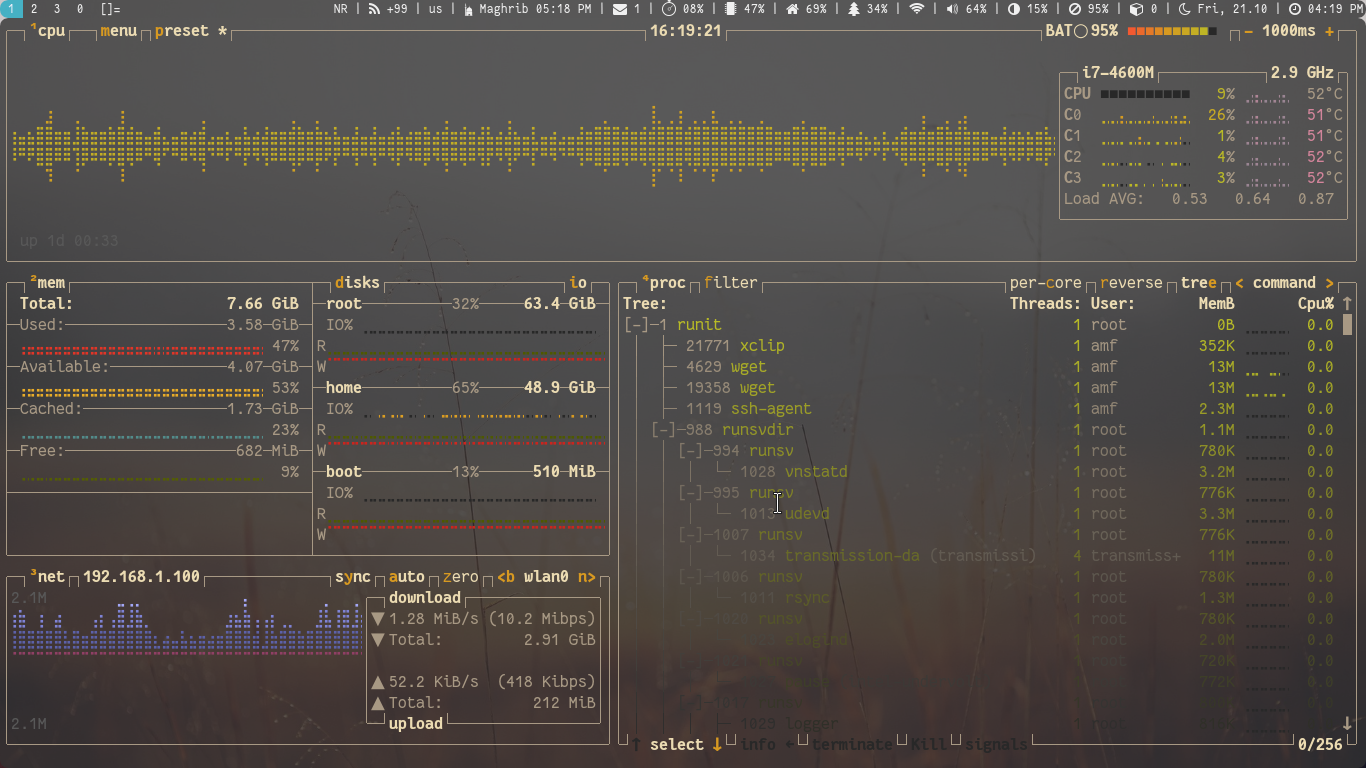 1 2 3 0 []= NR | +99 | us | Maghrib 05:18 PM | 1 | 08% | 47% | 69% | 34% | | 64% | 15% | 95% | 0 | Fri, 21.10 | 04:19 PM
¹cpu menu preset * 16:19:21 BAT 95% - 1000ms +
i7-4600M 2.9 GHz
CPU 9% 52°C
C0 26% 51°C
C1 1% 51°C
C2 4% 52°C
C3 3% 52°C
Load AVG: 0.53 0.64 0.87
up 1d 00:33
²mem
Total: 7.66 GiB
Used: 3.58 GiB
47%
Available: 4.07 GiB
53%
Cached: 1.73 GiB
23%
Free: 682 MiB
9%
disks io
root 32% 63.4 GiB
IO%
R
W
home 65% 48.9 GiB
IO%
R
W
boot 13% 510 MiB
IO%
R
W
³net 192.168.1.100 sync auto zero <b wlan0 n>
2.1M
download
▼ 1.28 MiB/s (10.2 Mibps)
▼ Total: 2.91 GiB
▲ 52.2 KiB/s (418 Kibps)
▲ Total: 212 MiB
upload
2.1M
⁴proc filter per-core reverse tree < command >
Tree: Threads: User: MemB Cpu% ↑
[-]-1 runit 1 root 0B 0.0
21771 xclip 1 amf 352K 0.0
4629 wget 1 amf 13M 0.0
19358 wget 1 amf 13M 0.0
1119 ssh-agent 1 amf 2.3M 0.0
[-]-988 runsvdir 1 root 1.1M 0.0
[-]-994 runsv 1 root 780K 0.0
1028 vnstatd 1 root 3.2M 0.0
[-]-995 runsv 1 root 776K 0.0
udevd 1 root 3.3M 0.0
[-]-1007 runsv 1 root 776K 0.0
1034 transmission-da (transmissi) 4 transmiss+ 11M 0.0
[-]-1006 runsv 1 root 780K 0.0
1011 rsync 1 root 1.3M 0.0
runsv 1 root 780K 0.0
1 root 2.0M 0.0
runsv 1 root 728K 0.0
772K 0.0
1029 logger 1 root 0.0 ↓
↑ select ↓ info ← terminate Kill signals 0/256